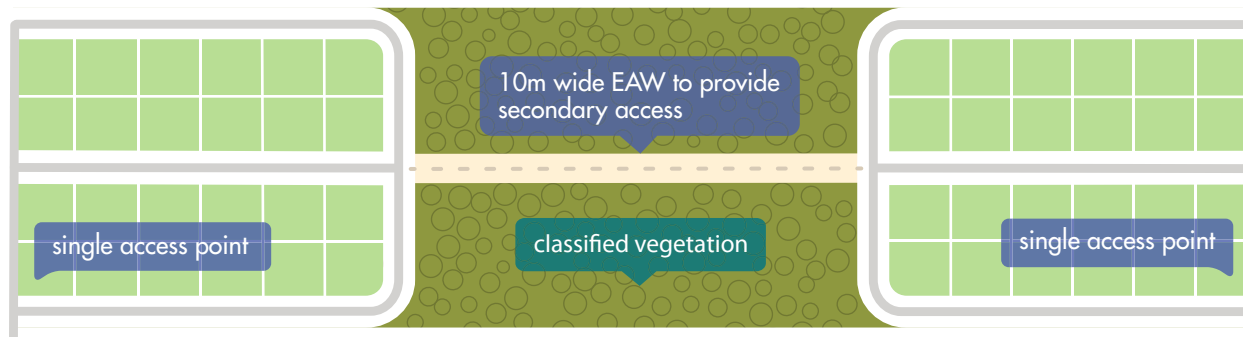 10m wide EAW to provide
secondary access
single access point
classified vegetation
single access point